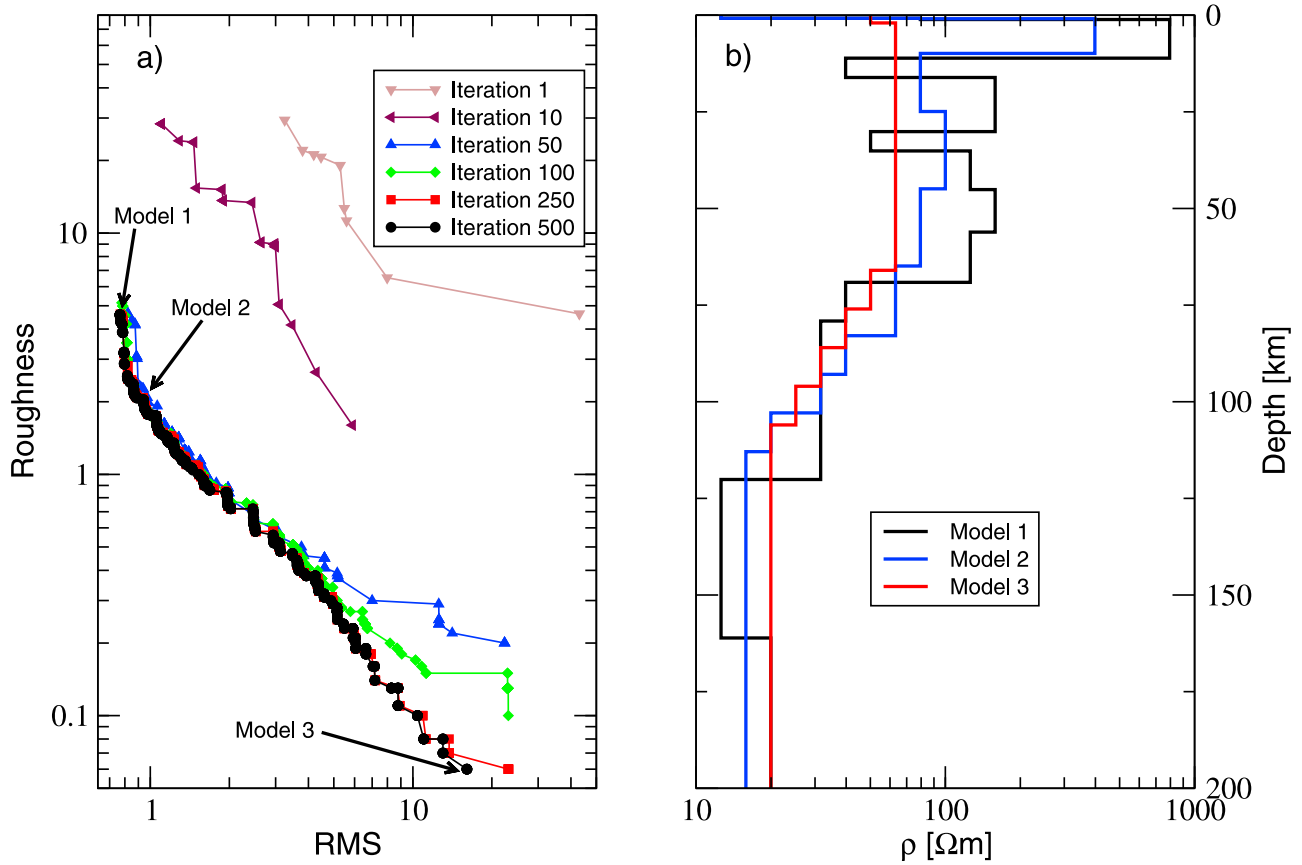 a)
Iteration 1
Iteration 10
Iteration 50
Iteration 100
Iteration 250
Iteration 500
Model 1
Model 2
Model 3
10
1
0.1
Roughness
1
10
RMS
b)
0
50
100
150
200
Depth [km]
Model 1
Model 2
Model 3
10
100
1000
ρ [Ωm]